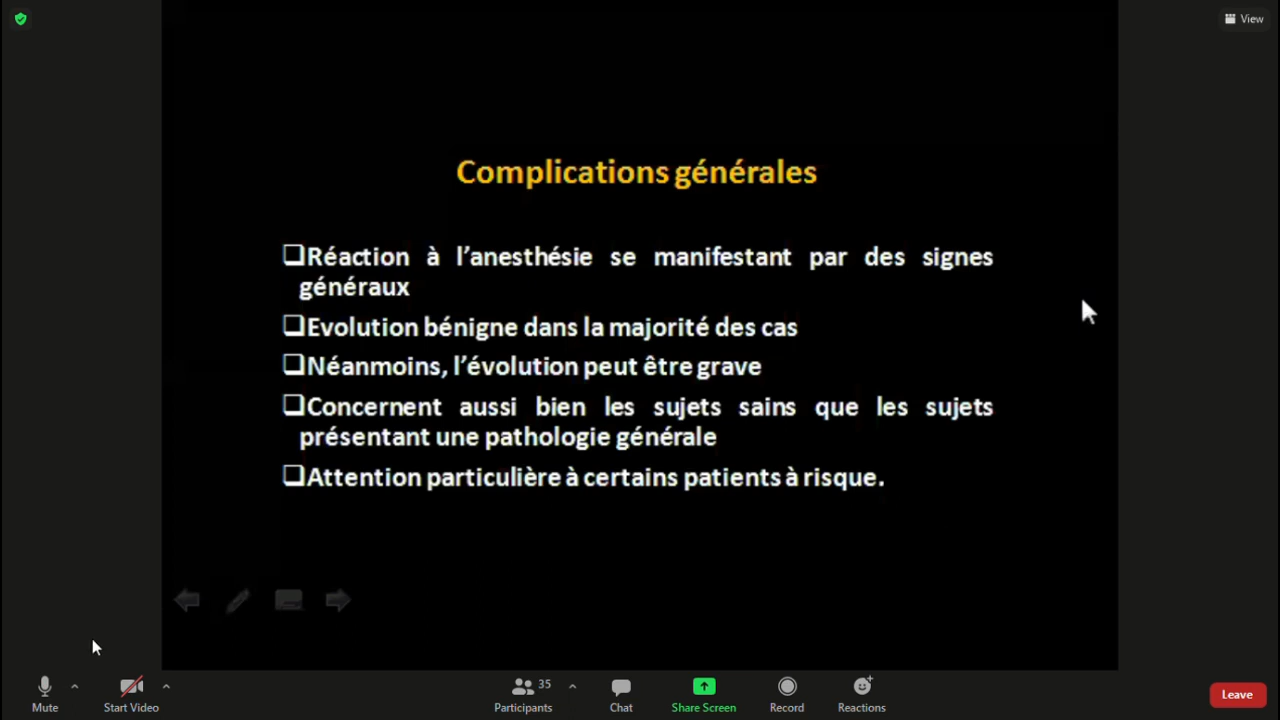 View
Complications générales
❑Réaction à l’anesthésie se manifestant par des signes
généraux
❑Evolution bénigne dans la majorité des cas
❑Néanmoins, l’évolution peut être grave
❑Concernent aussi bien les sujets sains que les sujets
présentant une pathologie générale
❑Attention particulière à certains patients à risque.
35
Mute
Start Video
Participants
Chat
Share Screen
Record
Reactions
Leave